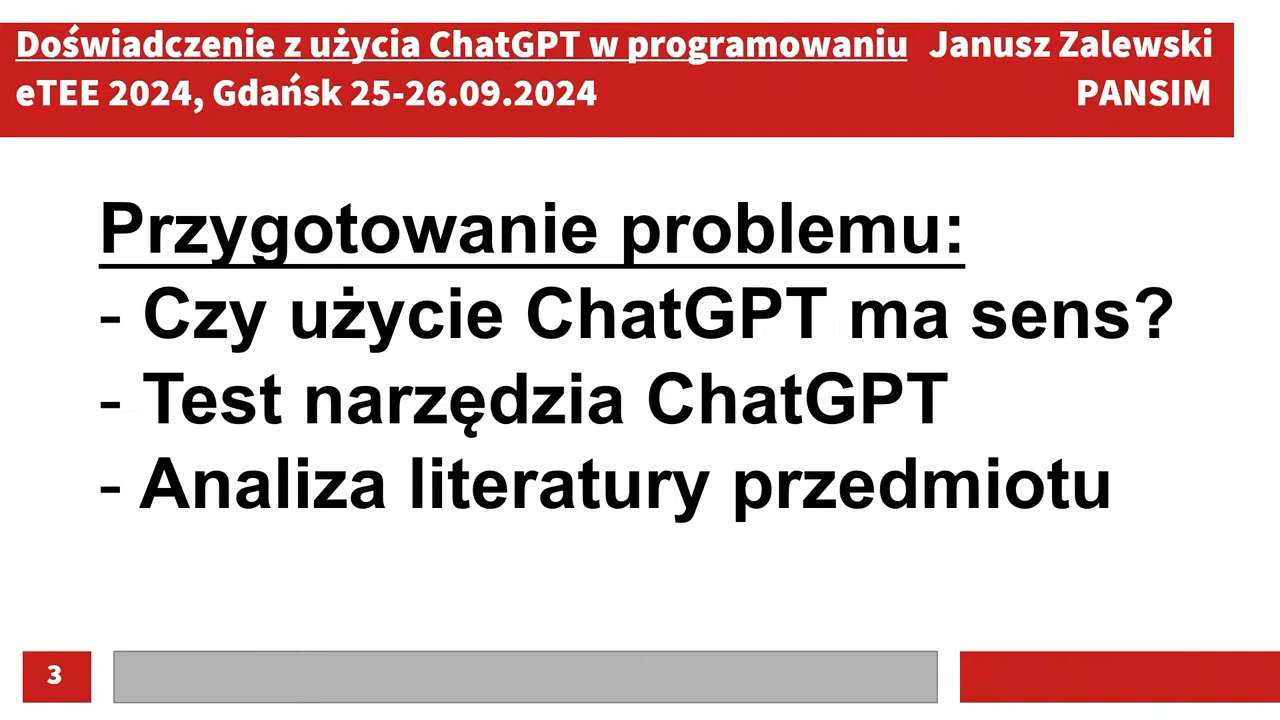 Doświadczenie z użycia ChatGPT w programowaniu Janusz Zalewski
eTEE 2024, Gdańsk 25-26.09.2024 PANSIM
Przygotowanie problemu:
- Czy użycie ChatGPT ma sens?
- Test narzędzia ChatGPT
- Analiza literatury przedmiotu
3